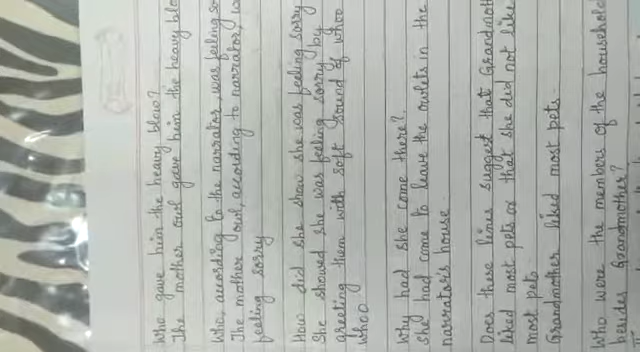 Who gave him the heavy blow?
The mother owl gave him the heavy blo
Who, according to the narrator, was feeling so
The mother owl, according to narrator, wa
feeling sorry
How did she show she was feeling sorry
She showed she was feeling sorry by
greeting them with soft sound of whoo
whoo
Why had she come there?
She had come to leave the owlets in the
narrator's house.
Does these lines suggest that Grandmoth
liked most pets or that she did not like
most pets
Grandmother liked most pets.
Who were the members of the household
besides Grandmother?